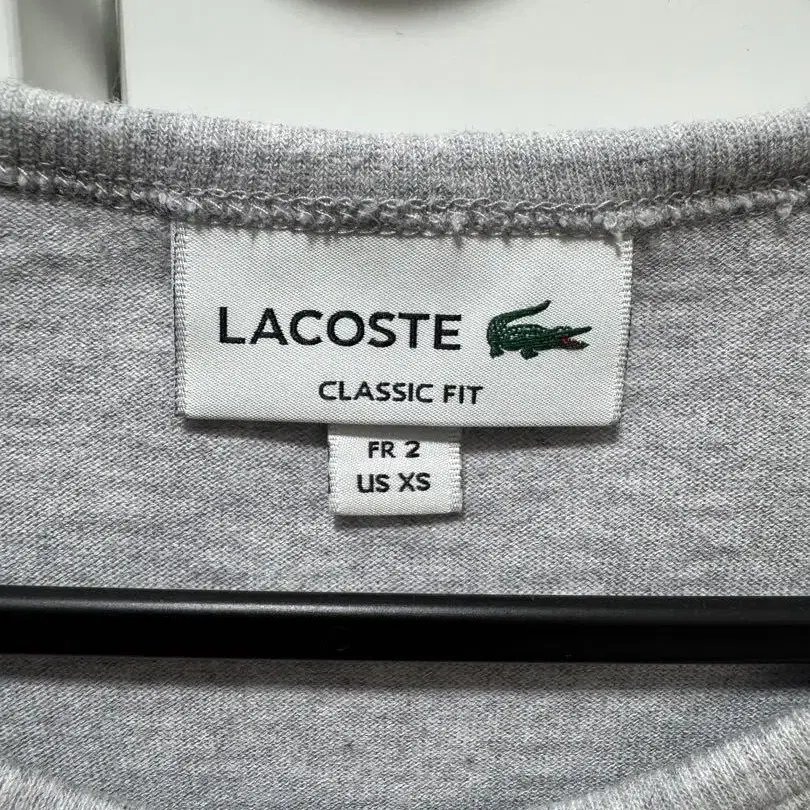 LACOSTE
CLASSIC FIT
FR 2
US XS